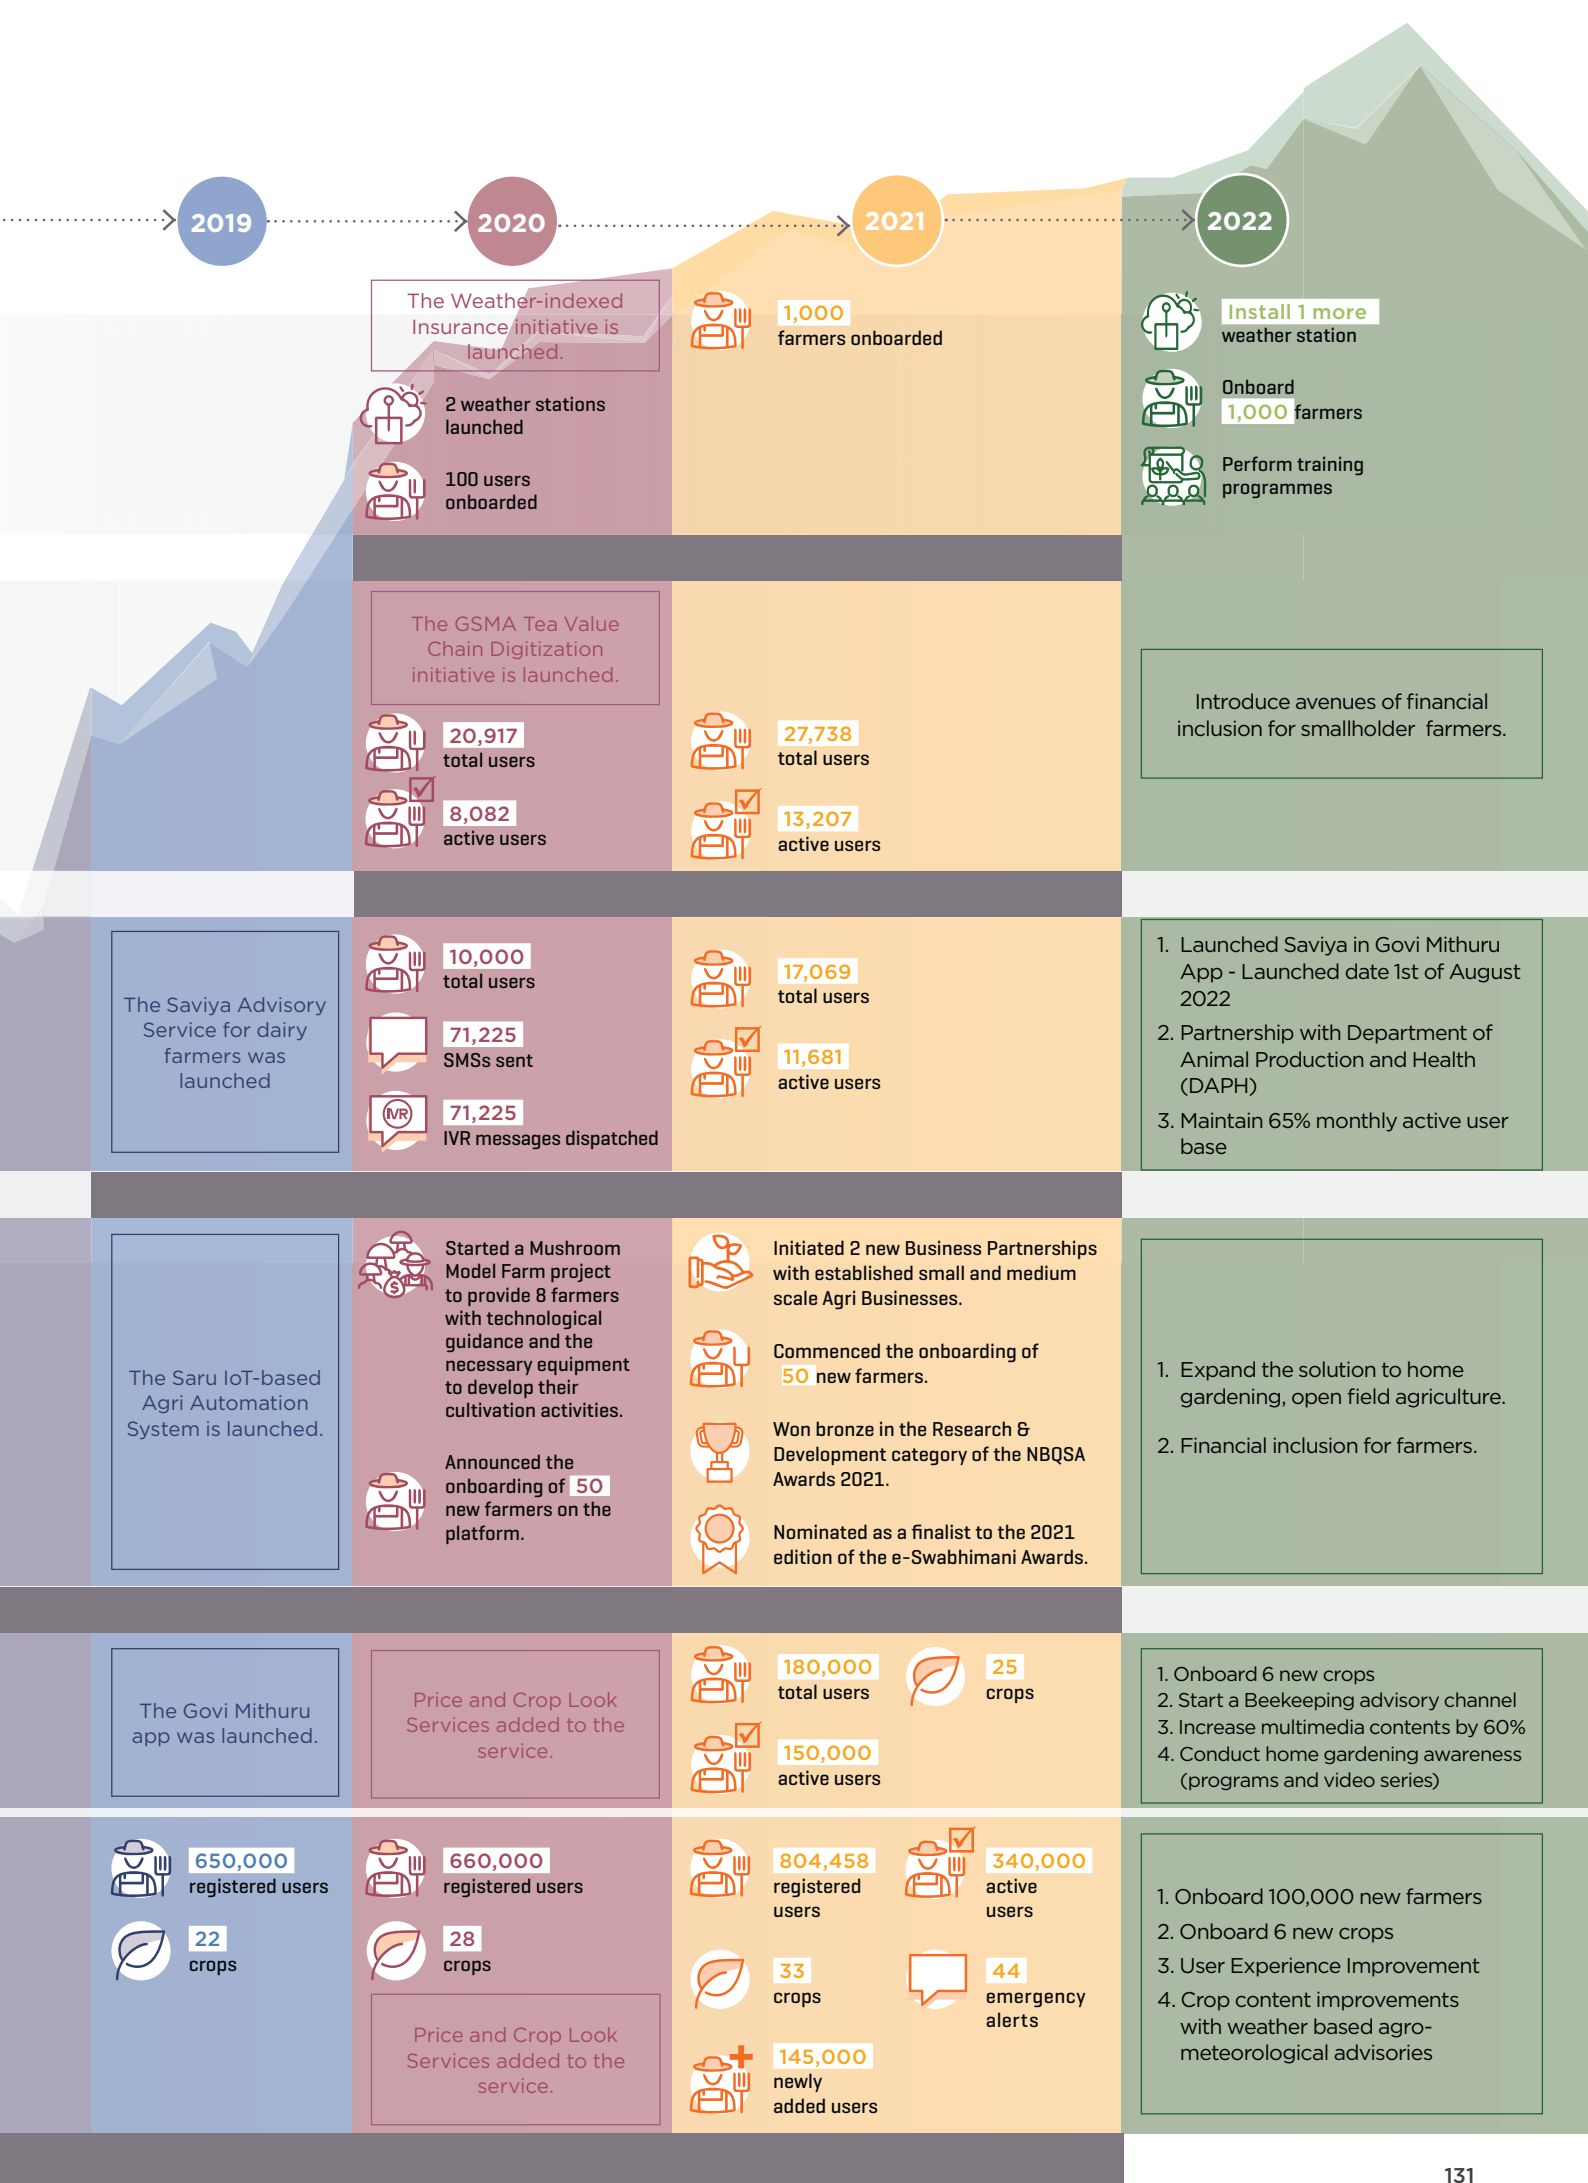 2019
2020
2021
2022
The Weather-indexed
Insurance initiative is
launched.
2 weather stations
launched
100 users
onboarded
1,000
farmers onboarded
Install 1 more
weather station
Onboard
1,000 farmers
Perform training
programmes
The GSMA Tea Value
Chain Digitization
initiative is launched.
20,917
total users
8,082
active users
27,738
total users
13,207
active users
Introduce avenues of financial
inclusion for smallholder farmers.
The Saviya Advisory
Service for dairy
farmers was
launched
10,000
total users
71,225
SMSs sent
IVR
71,225
IVR messages dispatched
17,069
total users
11,681
active users
1. Launched Saviya in Govi Mithuru
App - Launched date 1st of August
2022
2. Partnership with Department of
Animal Production and Health
(DAPH)
3. Maintain 65% monthly active user
base
The Saru IoT-based
Agri Automation
System is launched.
$
Started a Mushroom
Model Farm project
to provide 8 farmers
with technological
guidance and the
necessary equipment
to develop their
cultivation activities.
Announced the
onboarding of 50
new farmers on the
platform.
Initiated 2 new Business Partnerships
with established small and medium
scale Agri Businesses.
Commenced the onboarding of
50 new farmers.
Won bronze in the Research &
Development category of the NBQSA
Awards 2021.
Nominated as a finalist to the 2021
edition of the e-Swabhimani Awards.
1. Expand the solution to home
gardening, open field agriculture.
2. Financial inclusion for farmers.
The Govi Mithuru
app was launched.
Price and Crop Look
Services added to the
service.
180,000
total users
25
crops
150,000
active users
1. Onboard 6 new crops
2. Start a Beekeeping advisory channel
3. Increase multimedia contents by 60%
4. Conduct home gardening awareness
(programs and video series)
650,000
registered users
22
crops
660,000
registered users
28
crops
Price and Crop Look
Services added to the
service.
804,458
registered
users
340,000
active
users
33
crops
44
emergency
alerts
145,000
newly
added users
1. Onboard 100,000 new farmers
2. Onboard 6 new crops
3. User Experience Improvement
4. Crop content improvements
with weather based agro-
meteorological advisories
131